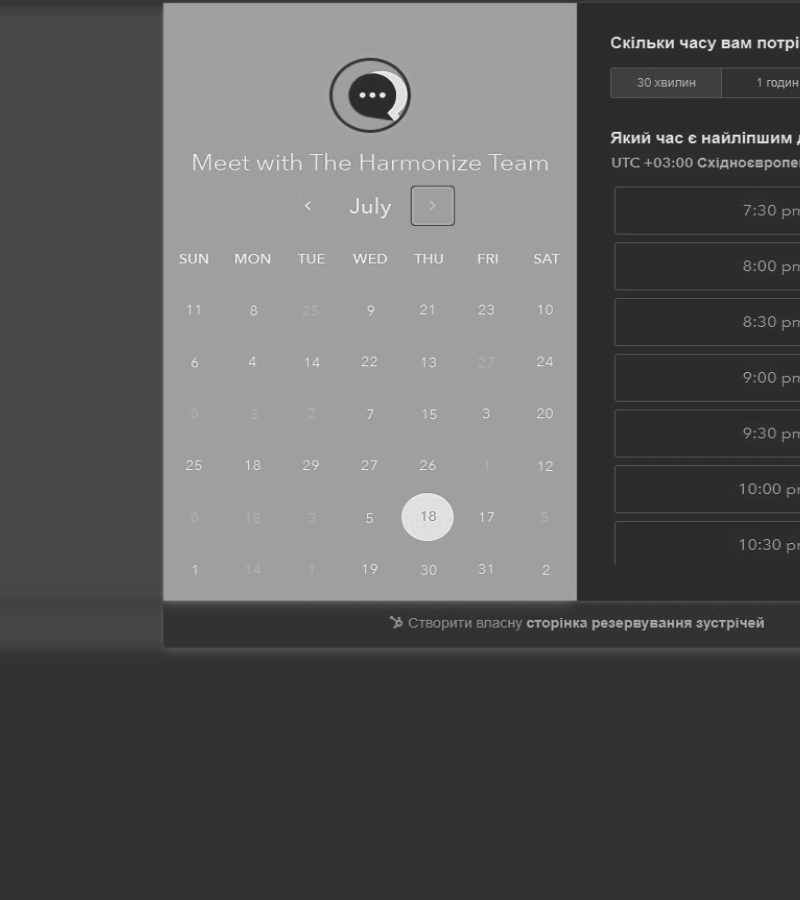 Meet with The Harmonize Team
July
SUN MON TUE WED THU FRI SAT
11 8 25 9 21 23 10
6 4 14 22 13 27 24
8 3 2 7 15 3 20
25 18 29 27 26 1 12
8 18 3 5 18 17 5
1 14 1 19 30 31 2
Скільки часу вам потрі
30 хвилин 1 годин
Який час є найліпшим д
UTC +03:00 Східноєвропе
7:30 pm
8:00 pm
8:30 pm
9:00 pm
9:30 pm
10:00 pm
10:30 pm
Створити власну сторінка резервування зустрічей